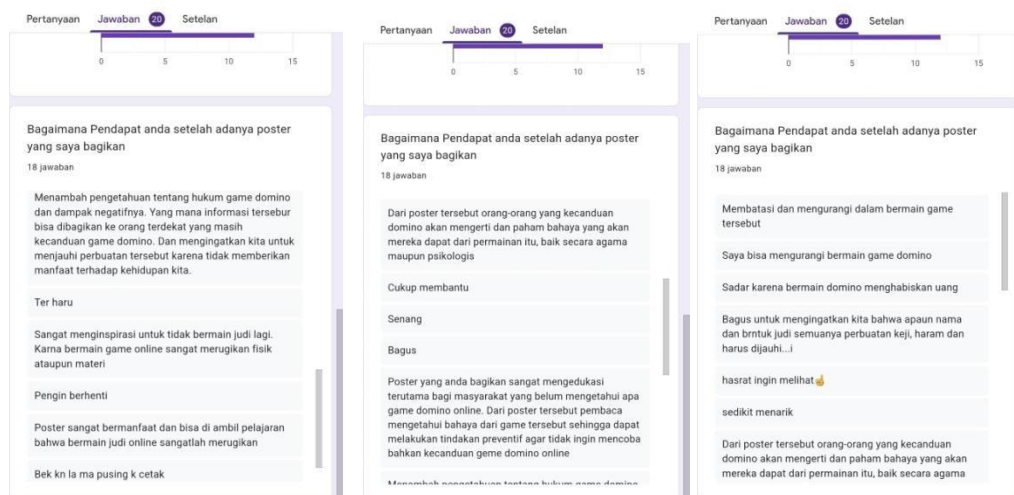 Pertanyaan Jawaban 20 Setelan
0 5 10 15
Bagaimana Pendapat anda setelah adanya poster
yang saya bagikan
18 jawaban
Menambah pengetahuan tentang hukum game domino
dan dampak negatifnya. Yang mana informasi tersebur
bisa dibagikan ke orang terdekat yang masih
kecanduan game domino. Dan mengingatkan kita untuk
menjauhi perbuatan tersebut karena tidak memberikan
manfaat terhadap kehidupan kita.
Ter haru
Sangat menginspirasi untuk tidak bermain judi lagi.
Karna bermain game online sangat merugikan fisik
ataupun materi
Pengin berhenti
Poster sangat bermanfaat dan bisa di ambil pelajaran
bahwa bermain judi online sangatlah merugikan
Bek kn la ma pusing k cetak
Pertanyaan Jawaban 20 Setelan
0 5 10 15
Bagaimana Pendapat anda setelah adanya poster
yang saya bagikan
18 jawaban
Dari poster tersebut orang-orang yang kecanduan
domino akan mengerti dan paham bahaya yang akan
mereka dapat dari permainan itu, baik secara agama
maupun psikologis
Cukup membantu
Senang
Bagus
Poster yang anda bagikan sangat mengedukasi
terutama bagi masyarakat yang belum mengetahui apa
game domino online. Dari poster tersebut pembaca
mengetahui bahaya dari game tersebut sehingga dapat
melakukan tindakan preventif agar tidak ingin mencoba
bahkan kecanduan geme domino online
Menambah pengetahuan tentang hukum game domino
Pertanyaan Jawaban 20 Setelan
0 5 10 15
Bagaimana Pendapat anda setelah adanya poster
yang saya bagikan
18 jawaban
Membatasi dan mengurangi dalam bermain game
tersebut
Saya bisa mengurangi bermain game domino
Sadar karena bermain domino menghabiskan uang
Bagus untuk mengingatkan kita bahwa apaun nama
dan brntuk judi semuanya perbuatan keji, haram dan
harus dijauhi...i
hasrat ingin melihat☝
sedikit menarik
Dari poster tersebut orang-orang yang kecanduan
domino akan mengerti dan paham bahaya yang akan
mereka dapat dari permainan itu, baik secara agama